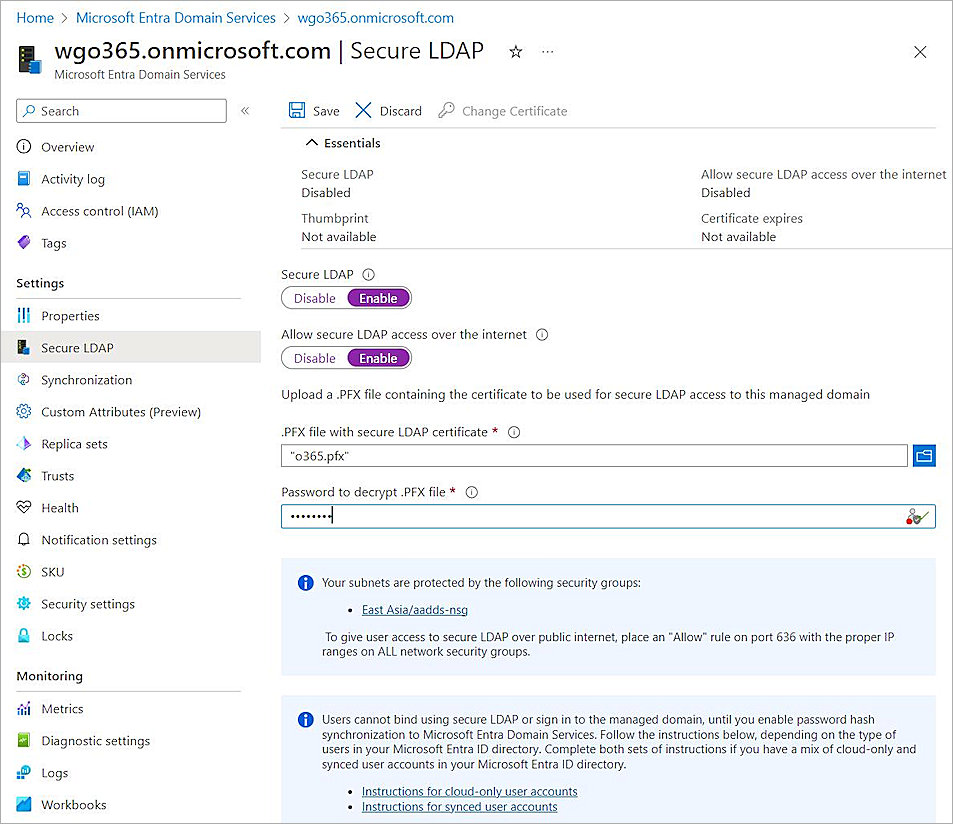 Home > Microsoft Entra Domain Services > wgo365.onmicrosoft.com
wgo365.onmicrosoft.com | Secure LDAP
Microsoft Entra Domain Services
Search
Overview
Activity log
Access control (IAM)
Tags
Settings
Properties
Secure LDAP
Synchronization
Custom Attributes (Preview)
Replica sets
Trusts
Health
Notification settings
SKU
Security settings
Locks
Monitoring
Metrics
Diagnostic settings
Logs
Workbooks
Save Discard Change Certificate
Essentials
Secure LDAP
Disabled
Thumbprint
Not available
Allow secure LDAP access over the internet
Disabled
Certificate expires
Not available
Secure LDAP
Disable Enable
Allow secure LDAP access over the internet
Disable Enable
Upload a .PFX file containing the certificate to be used for secure LDAP access to this managed domain
.PFX file with secure LDAP certificate *
"o365.pfx"
Password to decrypt .PFX file *
••••••••
Your subnets are protected by the following security groups:
• East Asia/aadds-nsg
To give user access to secure LDAP over public internet, place an "Allow" rule on port 636 with the proper IP
ranges on ALL network security groups.
Users cannot bind using secure LDAP or sign in to the managed domain, until you enable password hash
synchronization to Microsoft Entra Domain Services. Follow the instructions below, depending on the type of
users in your Microsoft Entra ID directory. Complete both sets of instructions if you have a mix of cloud-only and
synced user accounts in your Microsoft Entra ID directory.
• Instructions for cloud-only user accounts
• Instructions for synced user accounts